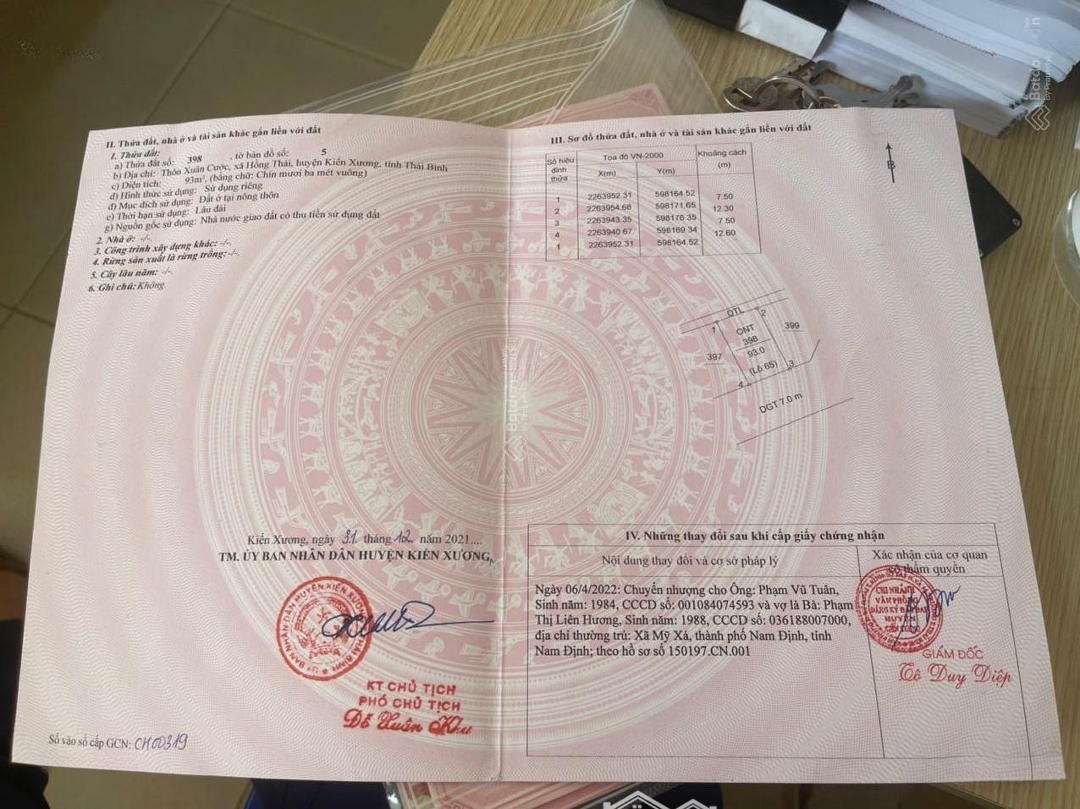 II. Thửa đất, nhà ở và tài sản khác gắn liền với đất
1. Thửa đất:
a) Thửa đất số: 398 , tờ bản đồ số: 5
b) Địa chỉ: Thôn Xuân Cước, xã Hồng Thái, huyện Kiến Xương, tỉnh Thái Bình
c) Diện tích: 93m², (bằng chữ: Chín mươi ba mét vuông)
d) Hình thức sử dụng: Sử dụng riêng
đ) Mục đích sử dụng: Đất ở tại nông thôn
e) Thời hạn sử dụng: Lâu dài
g) Nguồn gốc sử dụng: Nhà nước giao đất có thu tiền sử dụng đất
2. Nhà ở: -/-
3. Công trình xây dựng khác: -/-
4. Rừng sản xuất là rừng trồng: -/-
5. Cây lâu năm: -/-
6. Ghi chú: Không.
Kiến Xương, ngày 31 tháng 12 năm 2021
TM. ỦY BAN NHÂN DÂN HUYỆN KIẾN XƯƠNG
KT CHỦ TỊCH
PHÓ CHỦ TỊCH
Đỗ Xuân Khu
Số vào sổ cấp GCN: CH00319
III. Sơ đồ thửa đất, nhà ở và tài sản khác gắn liền với đất
Số hiệu đỉnh thửa Tọa độ VN-2000 Khoảng cách (m)
X(m) Y(m)
1 2263952.31 598164.52 7.50
2 2263954.68 598171.65 12.30
3 2263943.35 598176.35 7.50
4 2263940.67 598169.34 12.60
1 2263952.31 598164.52
B
DTL
1 2
ONT
398
93.0
(Lô 65)
397 399
4 3
DGT 7.0 m
IV. Những thay đổi sau khi cấp giấy chứng nhận
Nội dung thay đổi và cơ sở pháp lý
Xác nhận của cơ quan
có thẩm quyền
Ngày 06/4/2022: Chuyển nhượng cho Ông: Phạm Vũ Tuân,
Sinh năm: 1984, CCCD số: 001084074593 và vợ là Bà: Phạm
Thị Liên Hương, Sinh năm: 1988, CCCD số: 036188007000,
địa chỉ thường trú: Xã Mỹ Xá, thành phố Nam Định, tỉnh
Nam Định; theo hồ sơ số 150197.CN.001
CHI NHÁNH
VĂN PHÒNG
ĐĂNG KÝ ĐẤT ĐAI
HUYỆN
GIÁM ĐỐC
Tô Duy Diệp